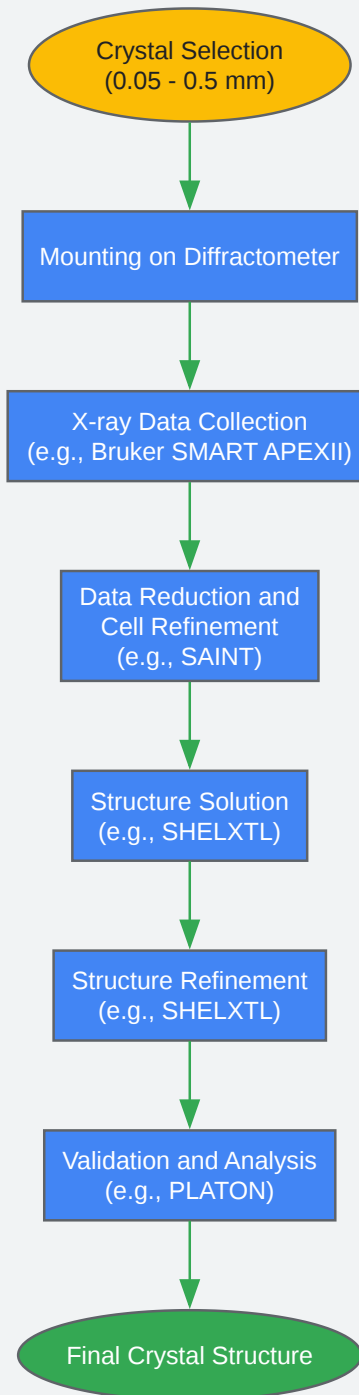 Crystal Selection
(0.05 - 0.5 mm)
Mounting on Diffractometer
X-ray Data Collection
(e.g., Bruker SMART APEXII)
Data Reduction and
Cell Refinement
(e.g., SAINT)
Structure Solution
(e.g., SHELXTL)
Structure Refinement
(e.g., SHELXTL)
Validation and Analysis
(e.g., PLATON)
Final Crystal Structure